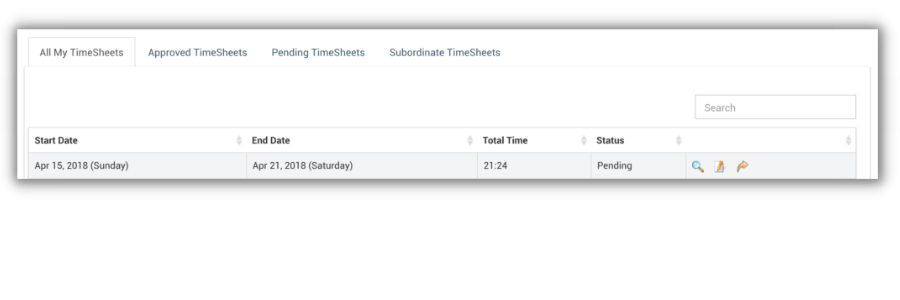 All My TimeSheets Approved TimeSheets Pending TimeSheets Subordinate TimeSheets
Search
Start Date End Date Total Time Status
Apr 15, 2018 (Sunday) Apr 21, 2018 (Saturday) 21:24 Pending